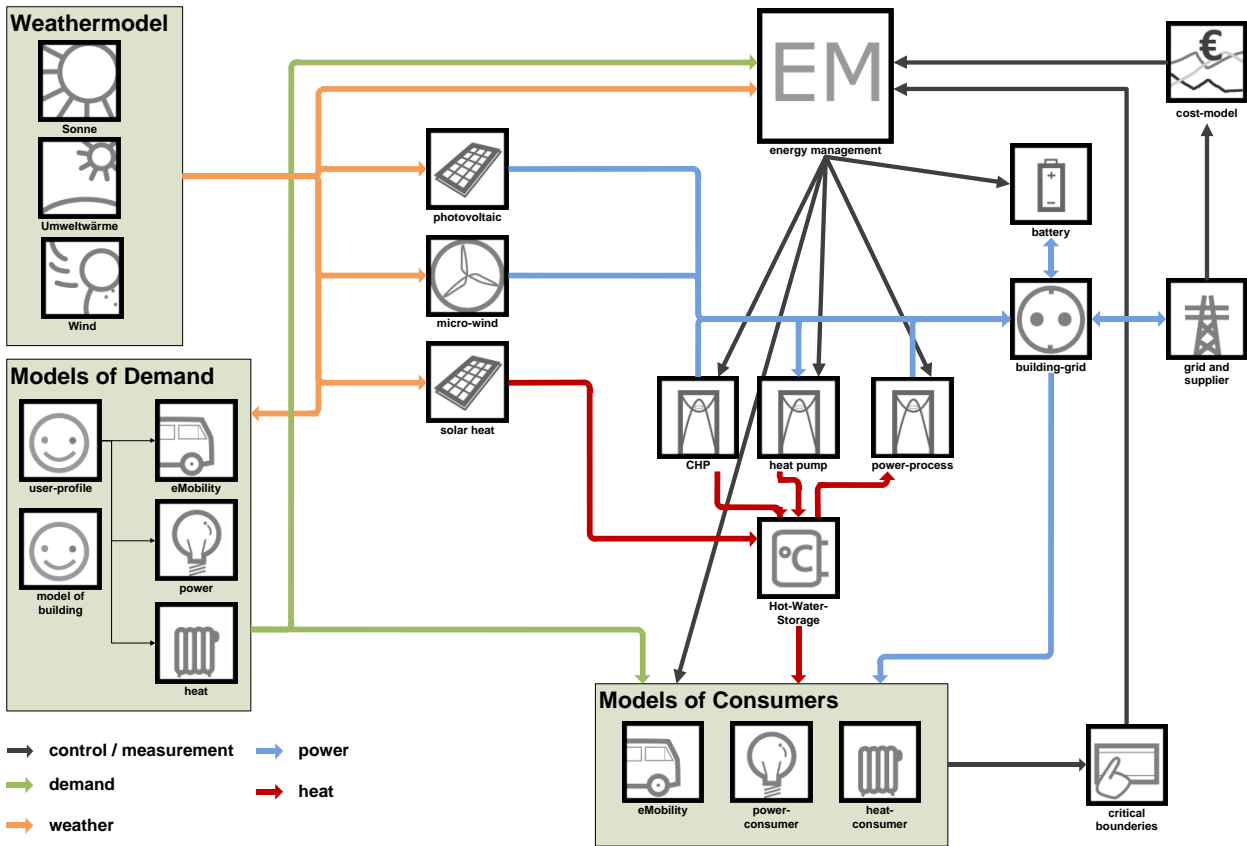 Weathermodel
Sonne
Umweltwärme
Wind
Models of Demand
user-profile
model of
building
eMobility
power
heat
photovoltaic
micro-wind
solar heat
EM
energy management
€
cost-model
battery
building-grid
grid and
supplier
CHP
heat pump
power-process
°C
Hot-Water-
Storage
Models of Consumers
eMobility
power-
consumer
heat-
consumer
critical
bounderies
control / measurement
demand
weather
power
heat